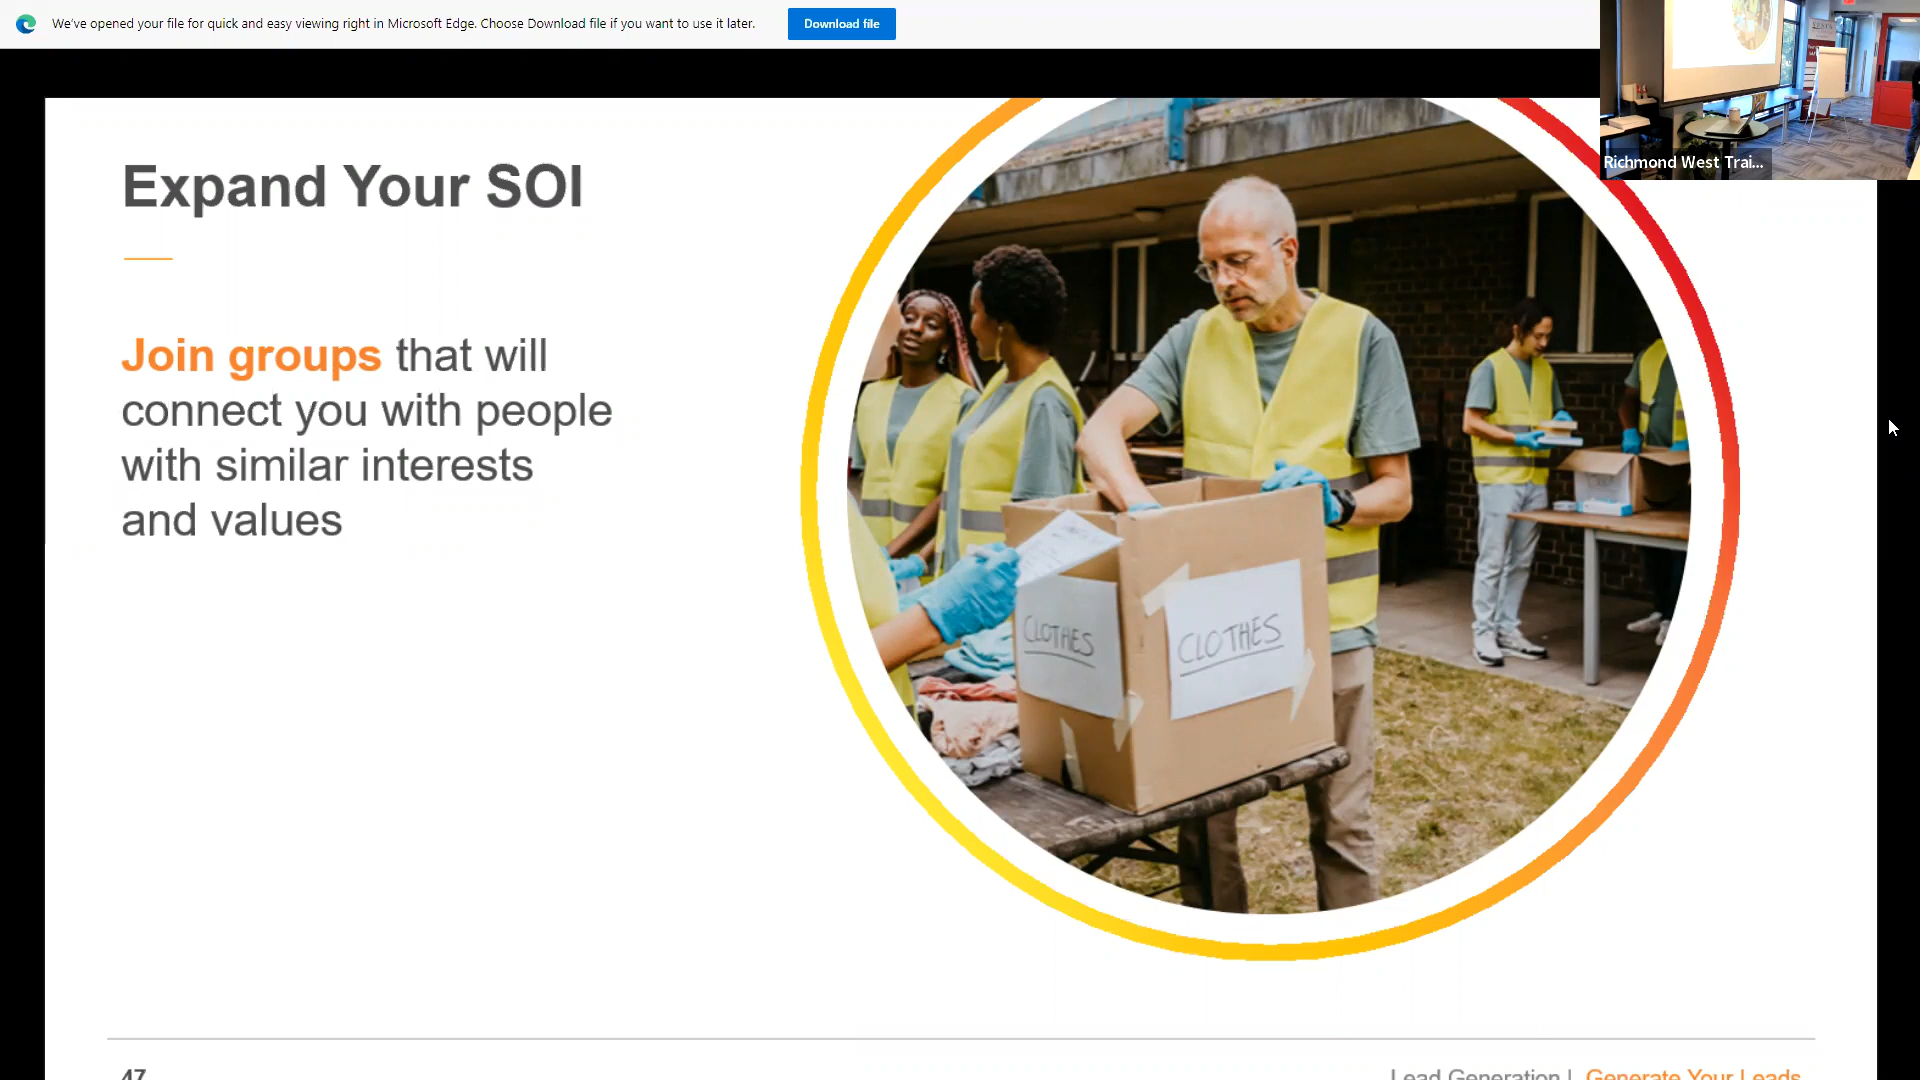 We've opened your file for quick and easy viewing right in Microsoft Edge. Choose Download file if you want to use it later.
Download file
Richmond West Trai...
Expand Your SOI
Join groups that will
connect you with people
with similar interests
and values
CLOTHES
CLOTHES
47
Lead Generation | Generate Your Leads